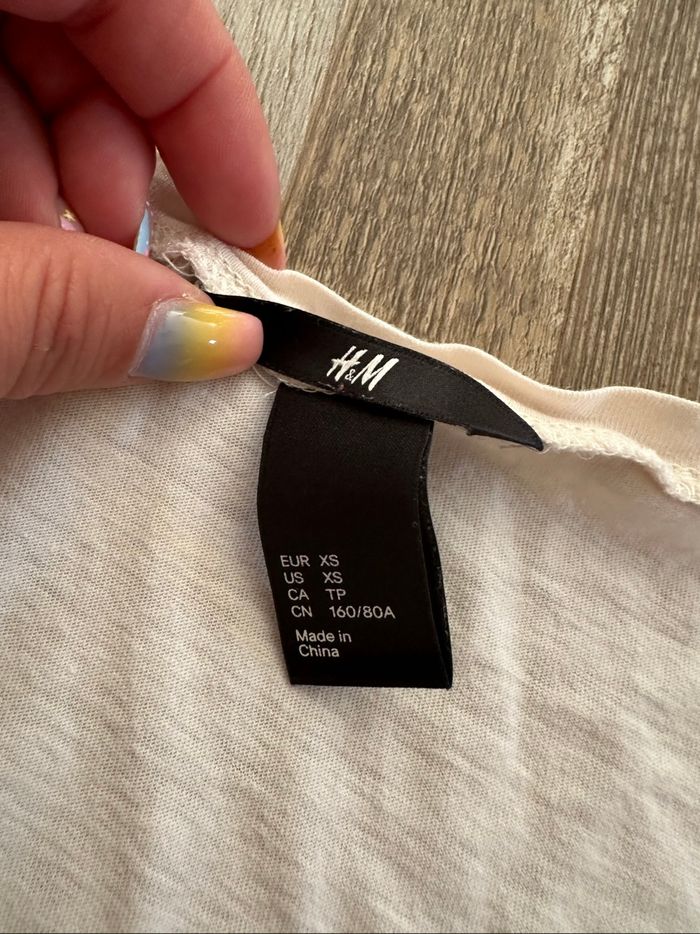 H&M
EUR XS
US XS
CA TP
CN 160/80A
Made in
China